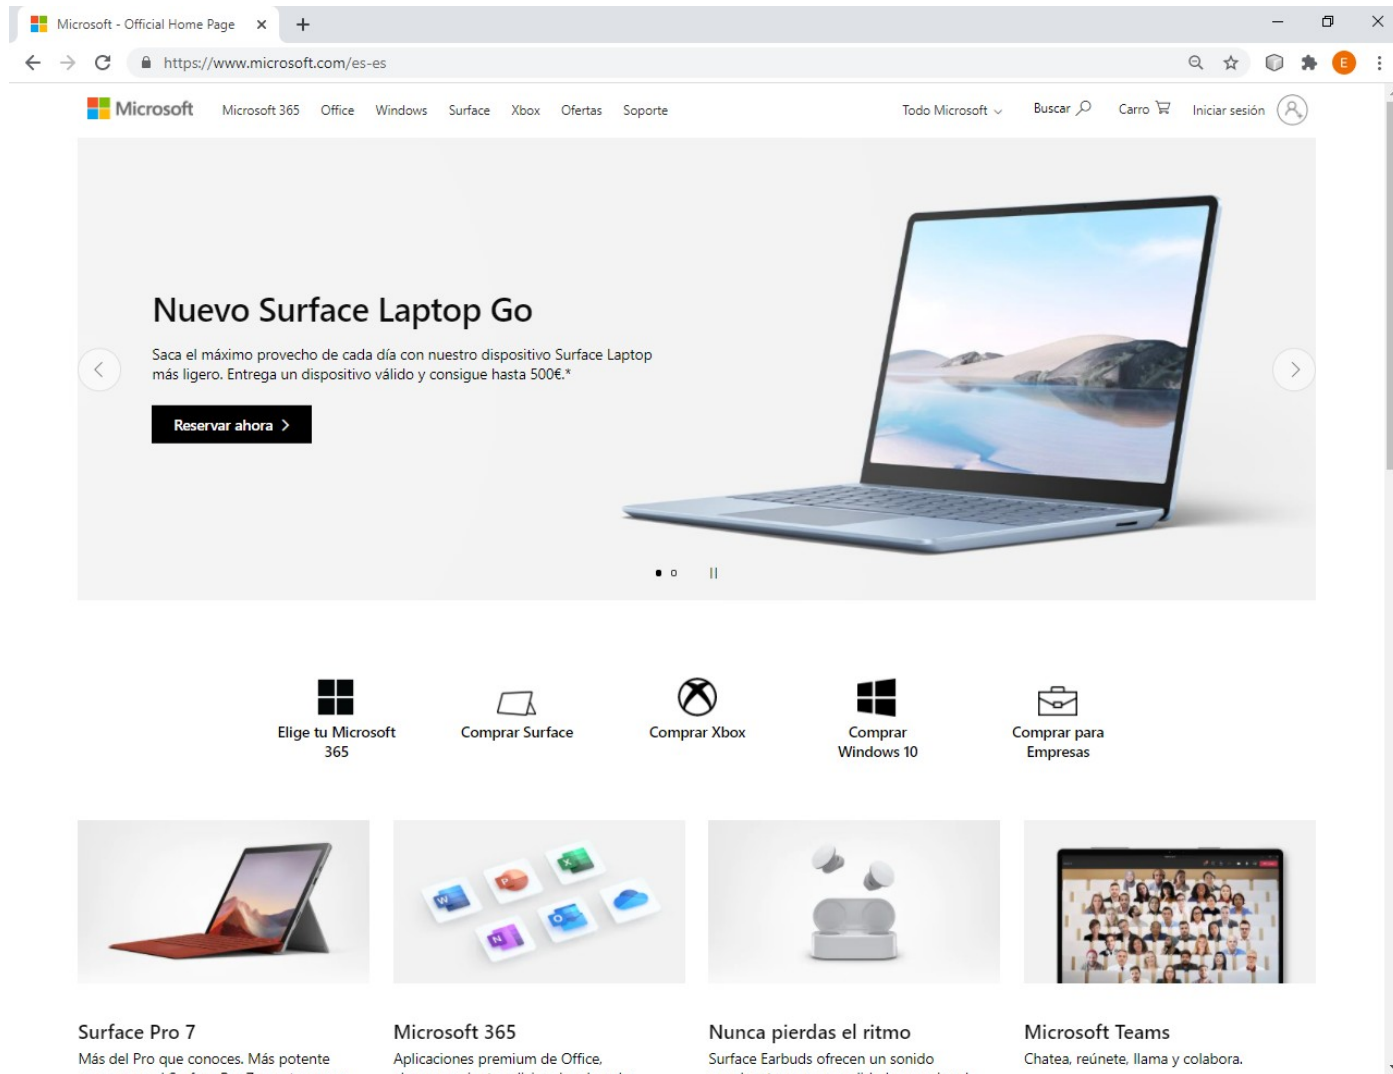 Microsoft - Official Home Page
https://www.microsoft.com/es-es
E
Microsoft Microsoft 365 Office Windows Surface Xbox Ofertas Soporte Todo Microsoft Buscar Carro Iniciar sesión
Nuevo Surface Laptop Go
Saca el máximo provecho de cada día con nuestro dispositivo Surface Laptop
más ligero. Entrega un dispositivo válido y consigue hasta 500€.*
Reservar ahora
Elige tu Microsoft
365
Comprar Surface
Comprar Xbox
Comprar
Windows 10
Comprar para
Empresas
W P X N O
Surface Pro 7
Más del Pro que conoces. Más potente
Microsoft 365
Aplicaciones premium de Office,
Nunca pierdas el ritmo
Surface Earbuds ofrecen un sonido
Microsoft Teams
Chatea, reúnete, llama y colabora.